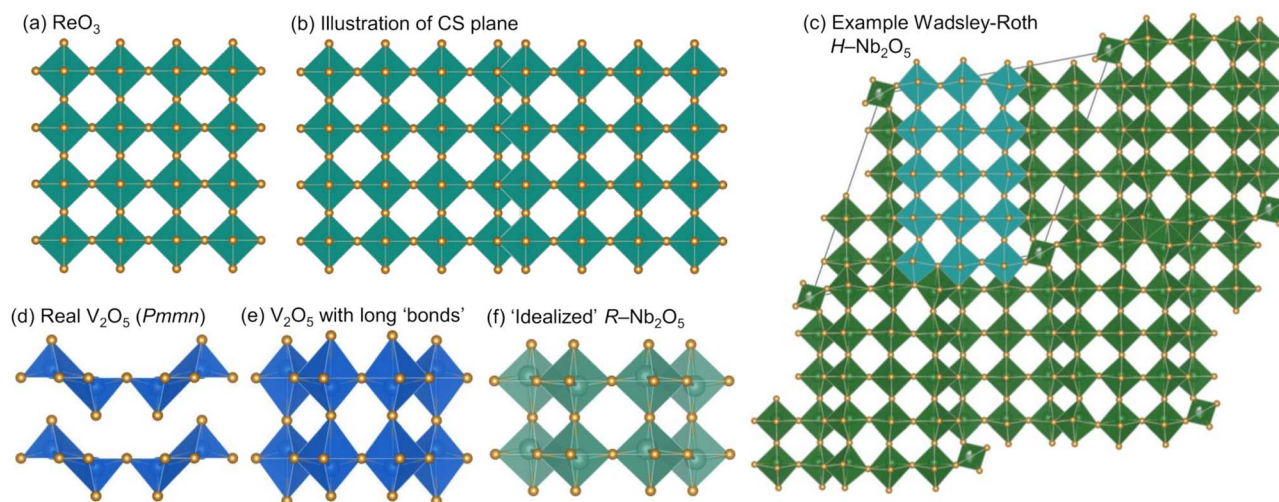 (a) ReO₃
(b) Illustration of CS plane
(c) Example Wadsley-Roth
H–Nb₂O₅
(d) Real V₂O₅ (Pmmn)
(e) V₂O₅ with long ‘bonds’
(f) ‘Idealized’ R–Nb₂O₅